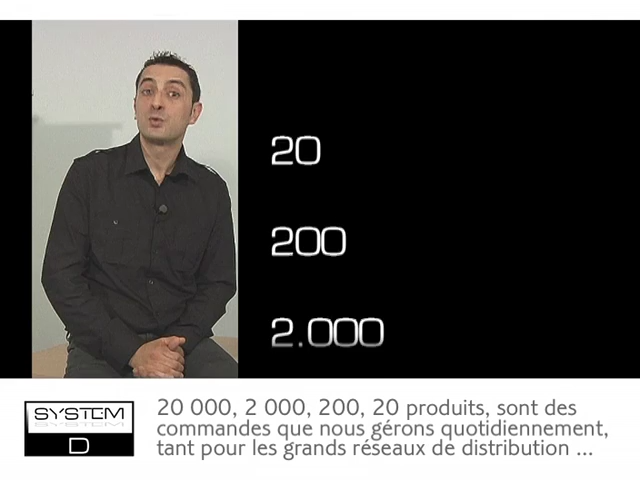 20
200
2.000
SYSTEM
D
20 000, 2 000, 200, 20 produits, sont des
commandes que nous gérons quotidiennement,
tant pour les grands réseaux de distribution ...